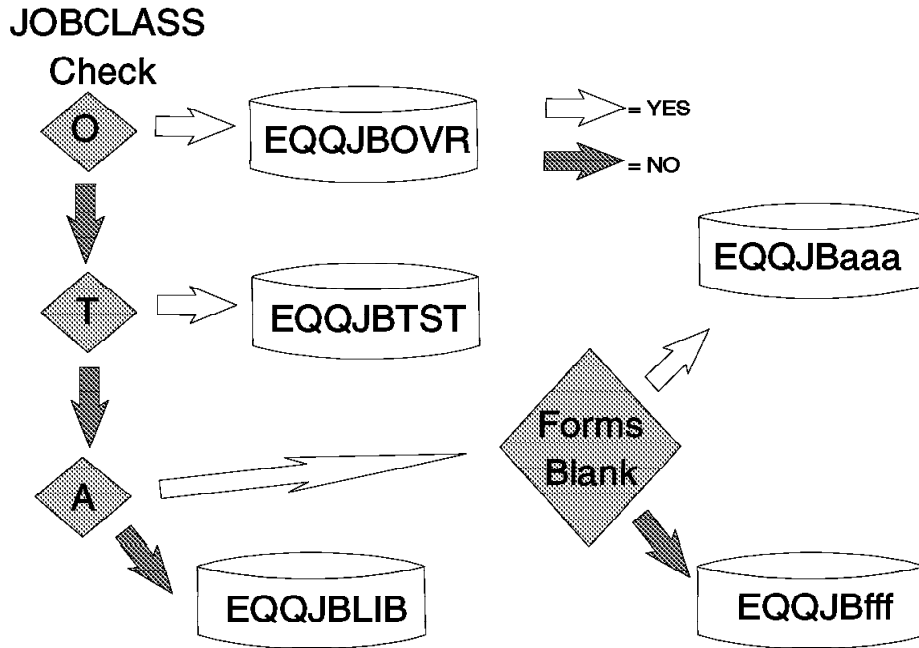 JOBCLASS
Check
O
EQQJBOVR
= YES
= NO
EQQJBaaa
T
EQQJBTST
Forms
Blank
A
EQQJBLIB
EQQJBfff